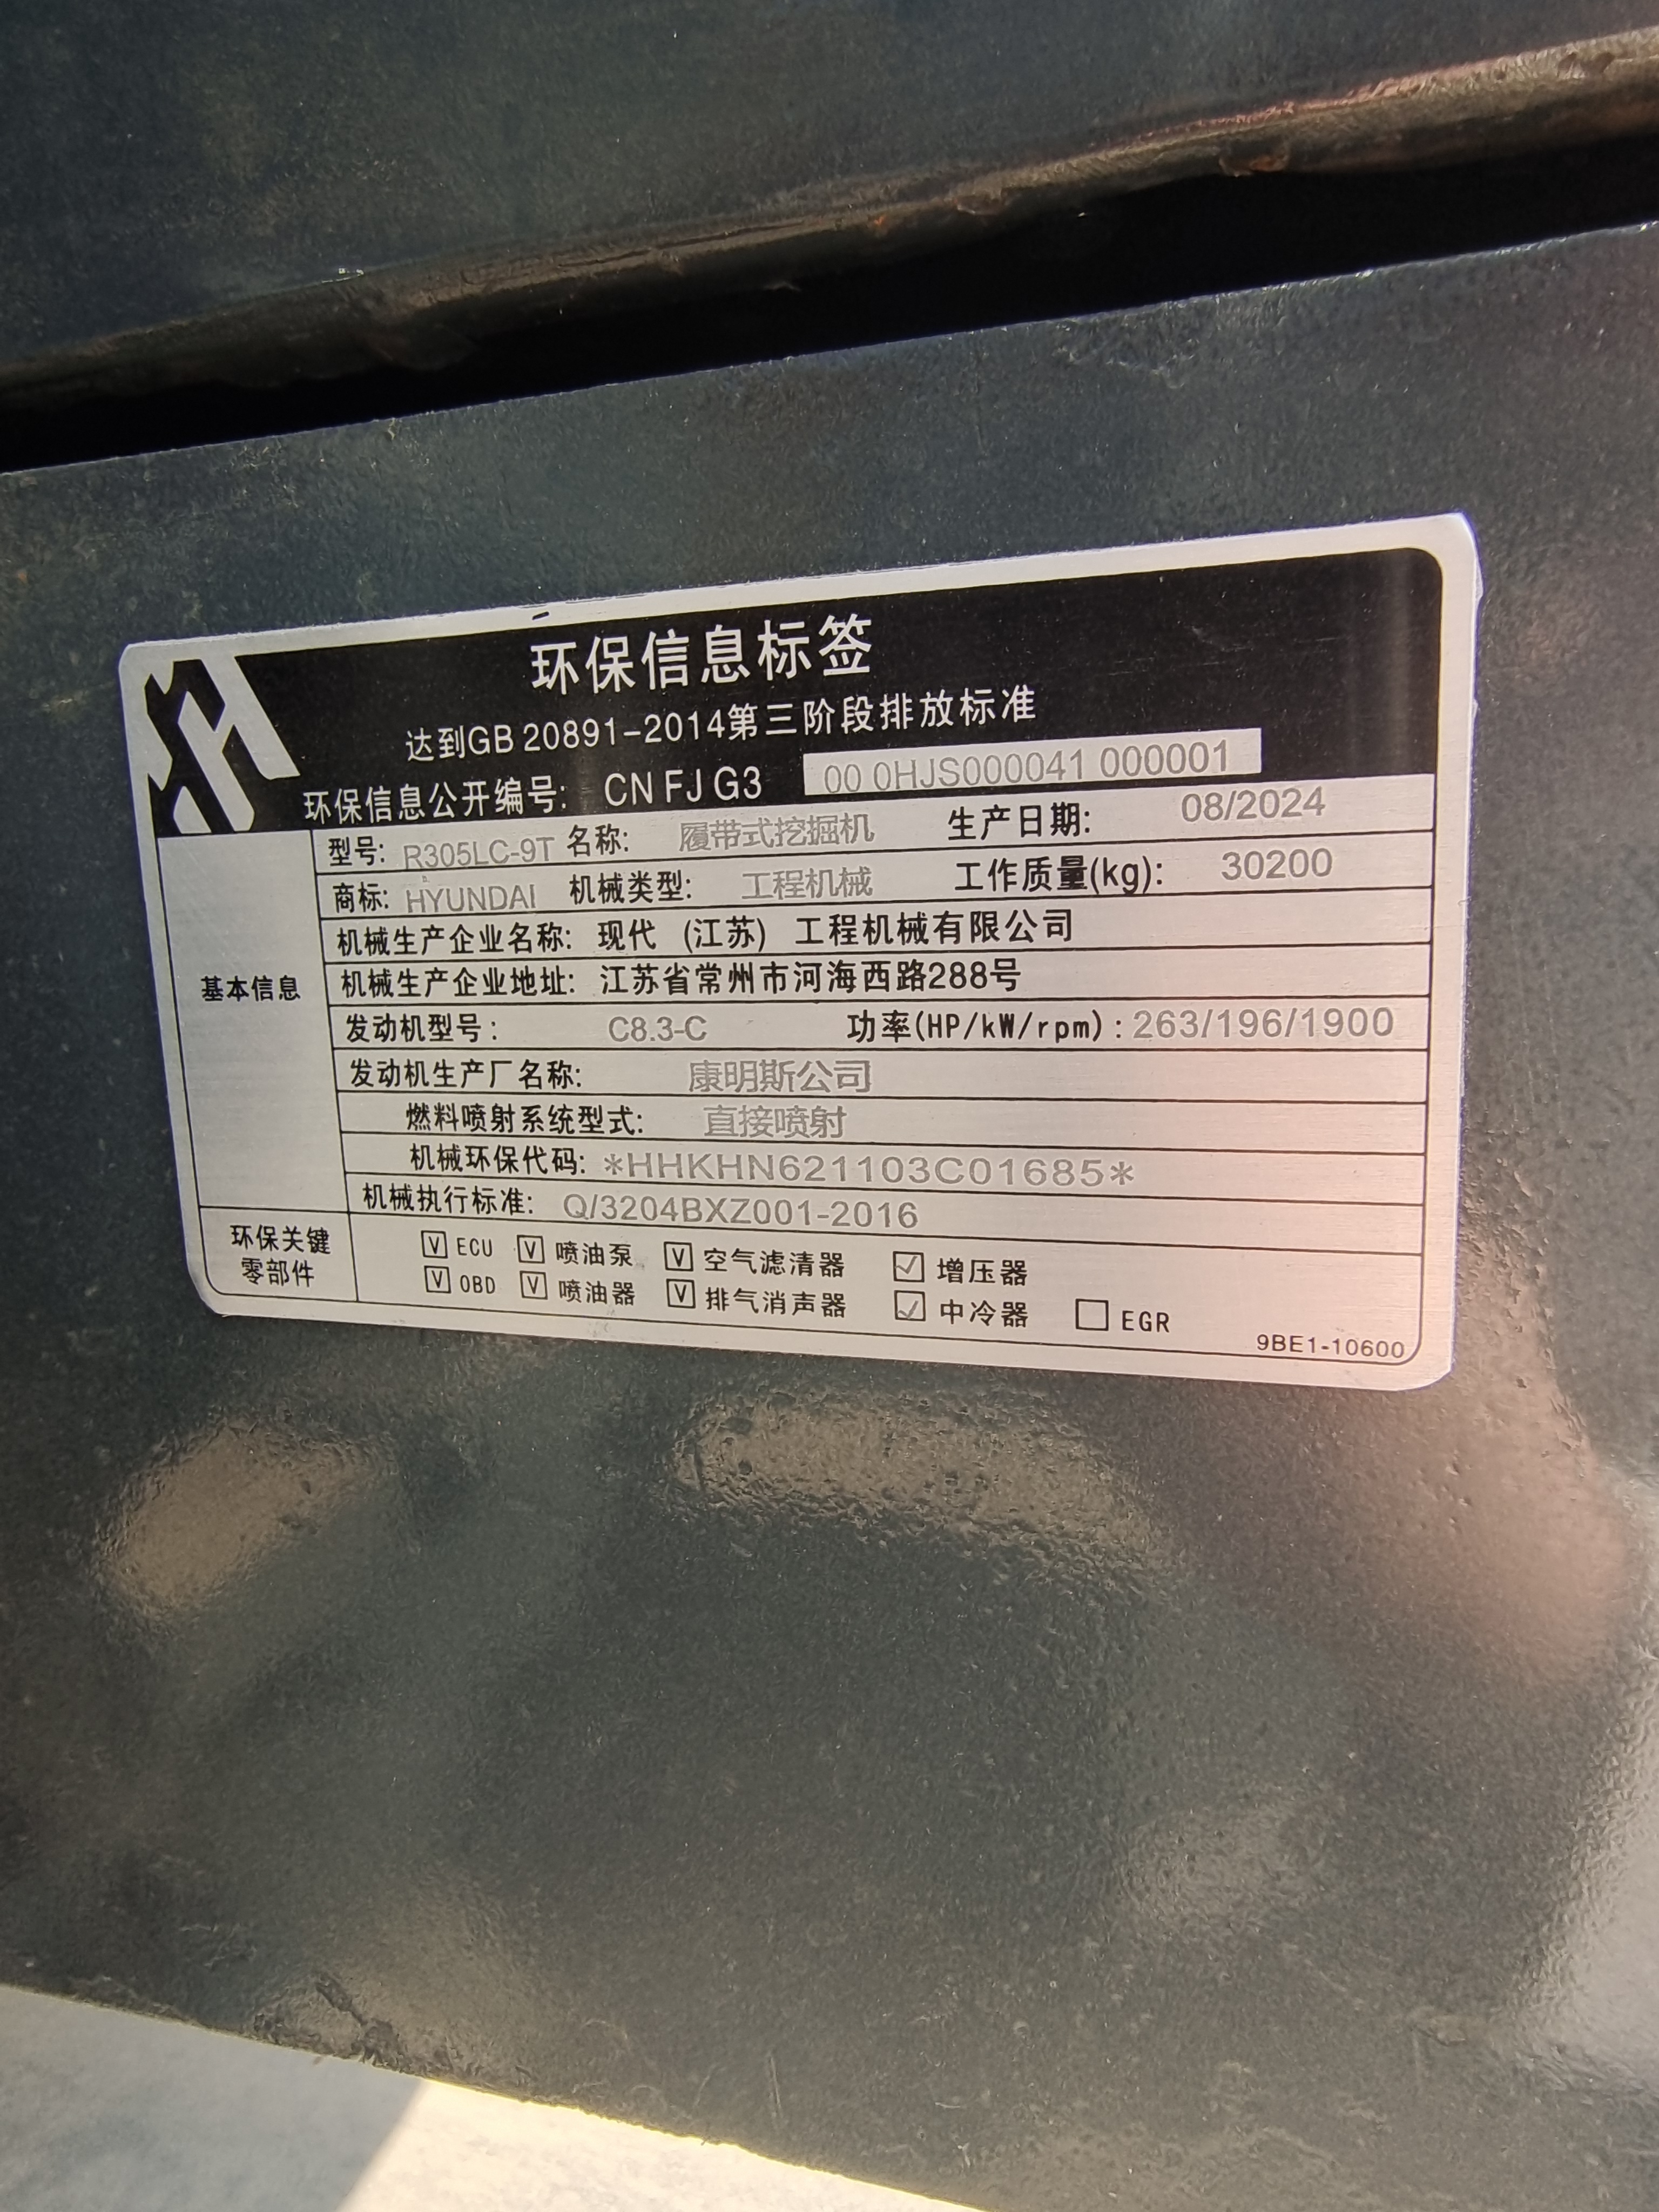 环保信息标签
达到GB 20891-2014第三阶段排放标准
环保信息公开编号: CN FJ G3 00 0HJS000041 000001
型号: R305LC-9T 名称: 履带式挖掘机 生产日期: 08/2024
商标: HYUNDAI 机械类型: 工程机械 工作质量(kg): 30200
机械生产企业名称: 现代 (江苏) 工程机械有限公司
基本信息
机械生产企业地址: 江苏省常州市河海西路288号
发动机型号: C8.3-C 功率(HP/kW/rpm): 263/196/1900
发动机生产厂名称: 康明斯公司
燃料喷射系统型式: 直接喷射
机械环保代码: *HHKHN621103C01685*
机械执行标准: Q/3204BXZ001-2016
环保关键
零部件
☑ ECU ☑ 喷油泵 ☑ 空气滤清器 ☑ 增压器
☑ OBD ☑ 喷油器 ☑ 排气消声器 ☑ 中冷器 ☐ EGR
9BE1-10600